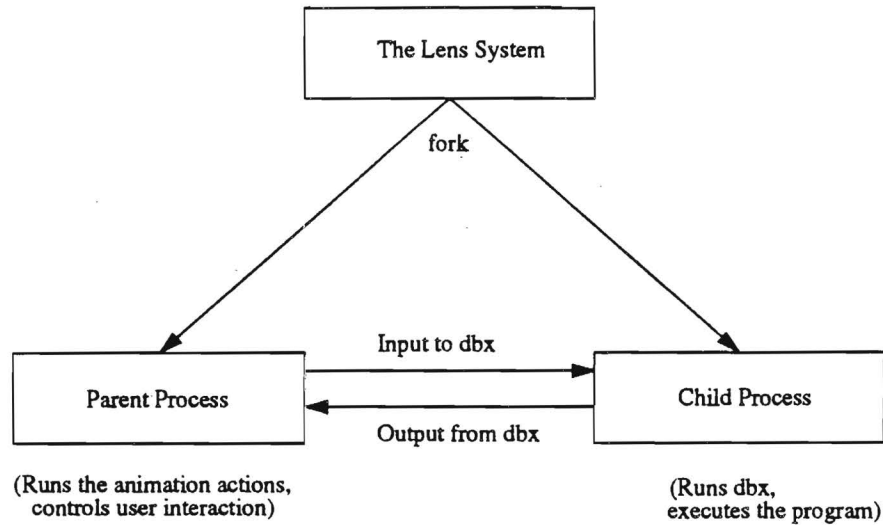 The Lens System
fork
Input to dbx
Parent Process
Child Process
Output from dbx
(Runs the animation actions,
controls user interaction)
(Runs dbx,
executes the program)